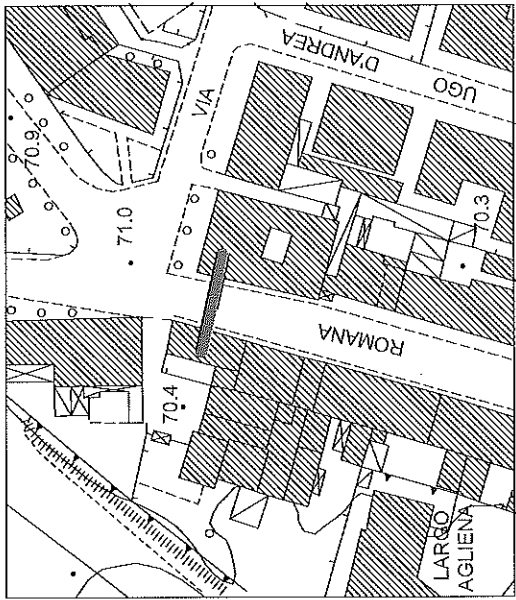 70.9
71.0
VIA
UGO
D'ANDREA
70.3
ROMANA
70.4
LARGO
AGLIENA